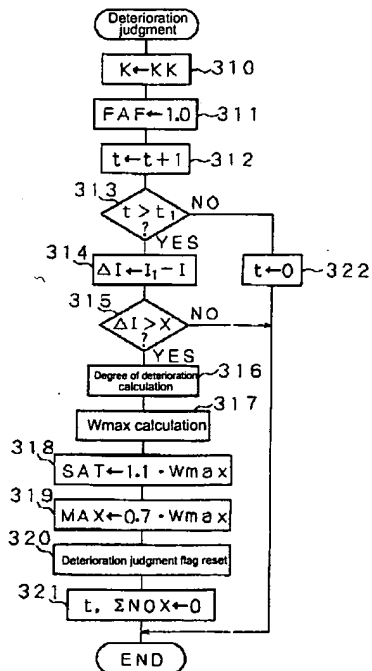 Deterioration
judgment
K←KK
310
FAF←1.0
311
t←t+1
312
313
t>t₁
?
NO
YES
314
ΔI←I₁−I
t←0
322
315
ΔI>X
?
NO
YES
Degree of deterioration
calculation
316
317
Wmax calculation
318
SAT←1.1·Wmax
319
MAX←0.7·Wmax
320
Deterioration judgment flag reset
321
t, ΣNOX←0
END